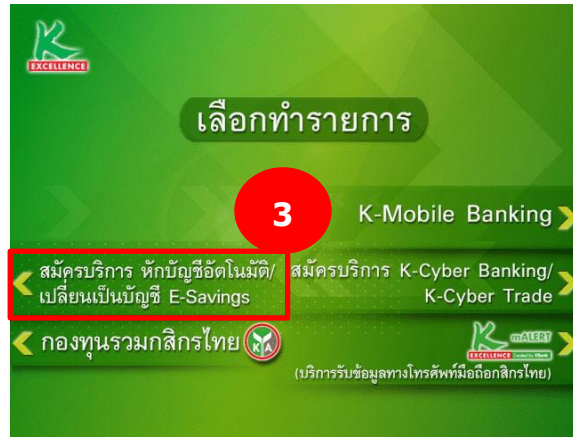 K
EXCELLENCE
เลือกทำรายการ
3
K-Mobile Banking
สมัครบริการ หักบัญชีอัตโนมัติ/
เปลี่ยนเป็นบัญชี E-Savings
สมัครบริการ K-Cyber Banking/
K-Cyber Trade
กองทุนรวมกสิกรไทย
KA
K mALERT
EXCELLENCE
(บริการรับข้อมูลทางโทรศัพท์มือถือกสิกรไทย)